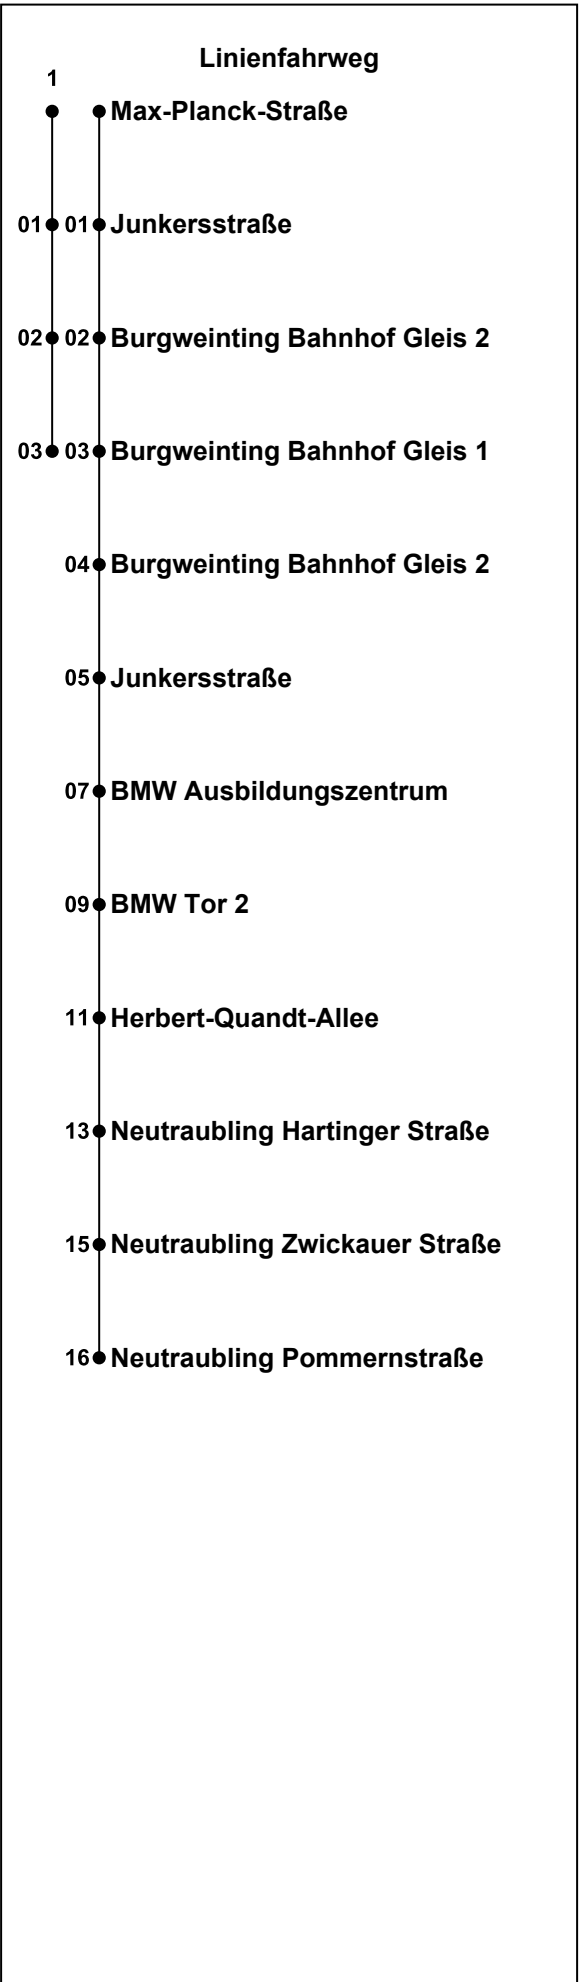 Linienfahrweg
1
Max-Planck-Straße
01 01 Junkersstraße
02 02 Burgweinting Bahnhof Gleis 2
03 03 Burgweinting Bahnhof Gleis 1
04 Burgweinting Bahnhof Gleis 2
05 Junkersstraße
07 BMW Ausbildungszentrum
09 BMW Tor 2
11 Herbert-Quandt-Allee
13 Neutraubling Hartinger Straße
15 Neutraubling Zwickauer Straße
16 Neutraubling Pommernstraße